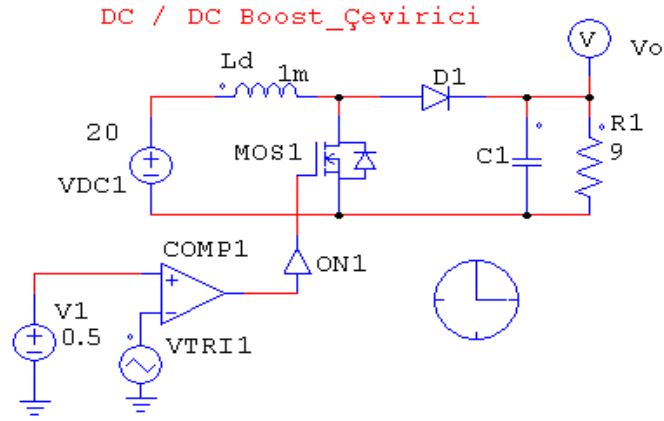 DC / DC Boost_Çevirici
V
Vo
Ld
1m
D1
20
MOS1
C1
R1
9
VDC1
COMP1
ON1
V1
0.5
VTRI1